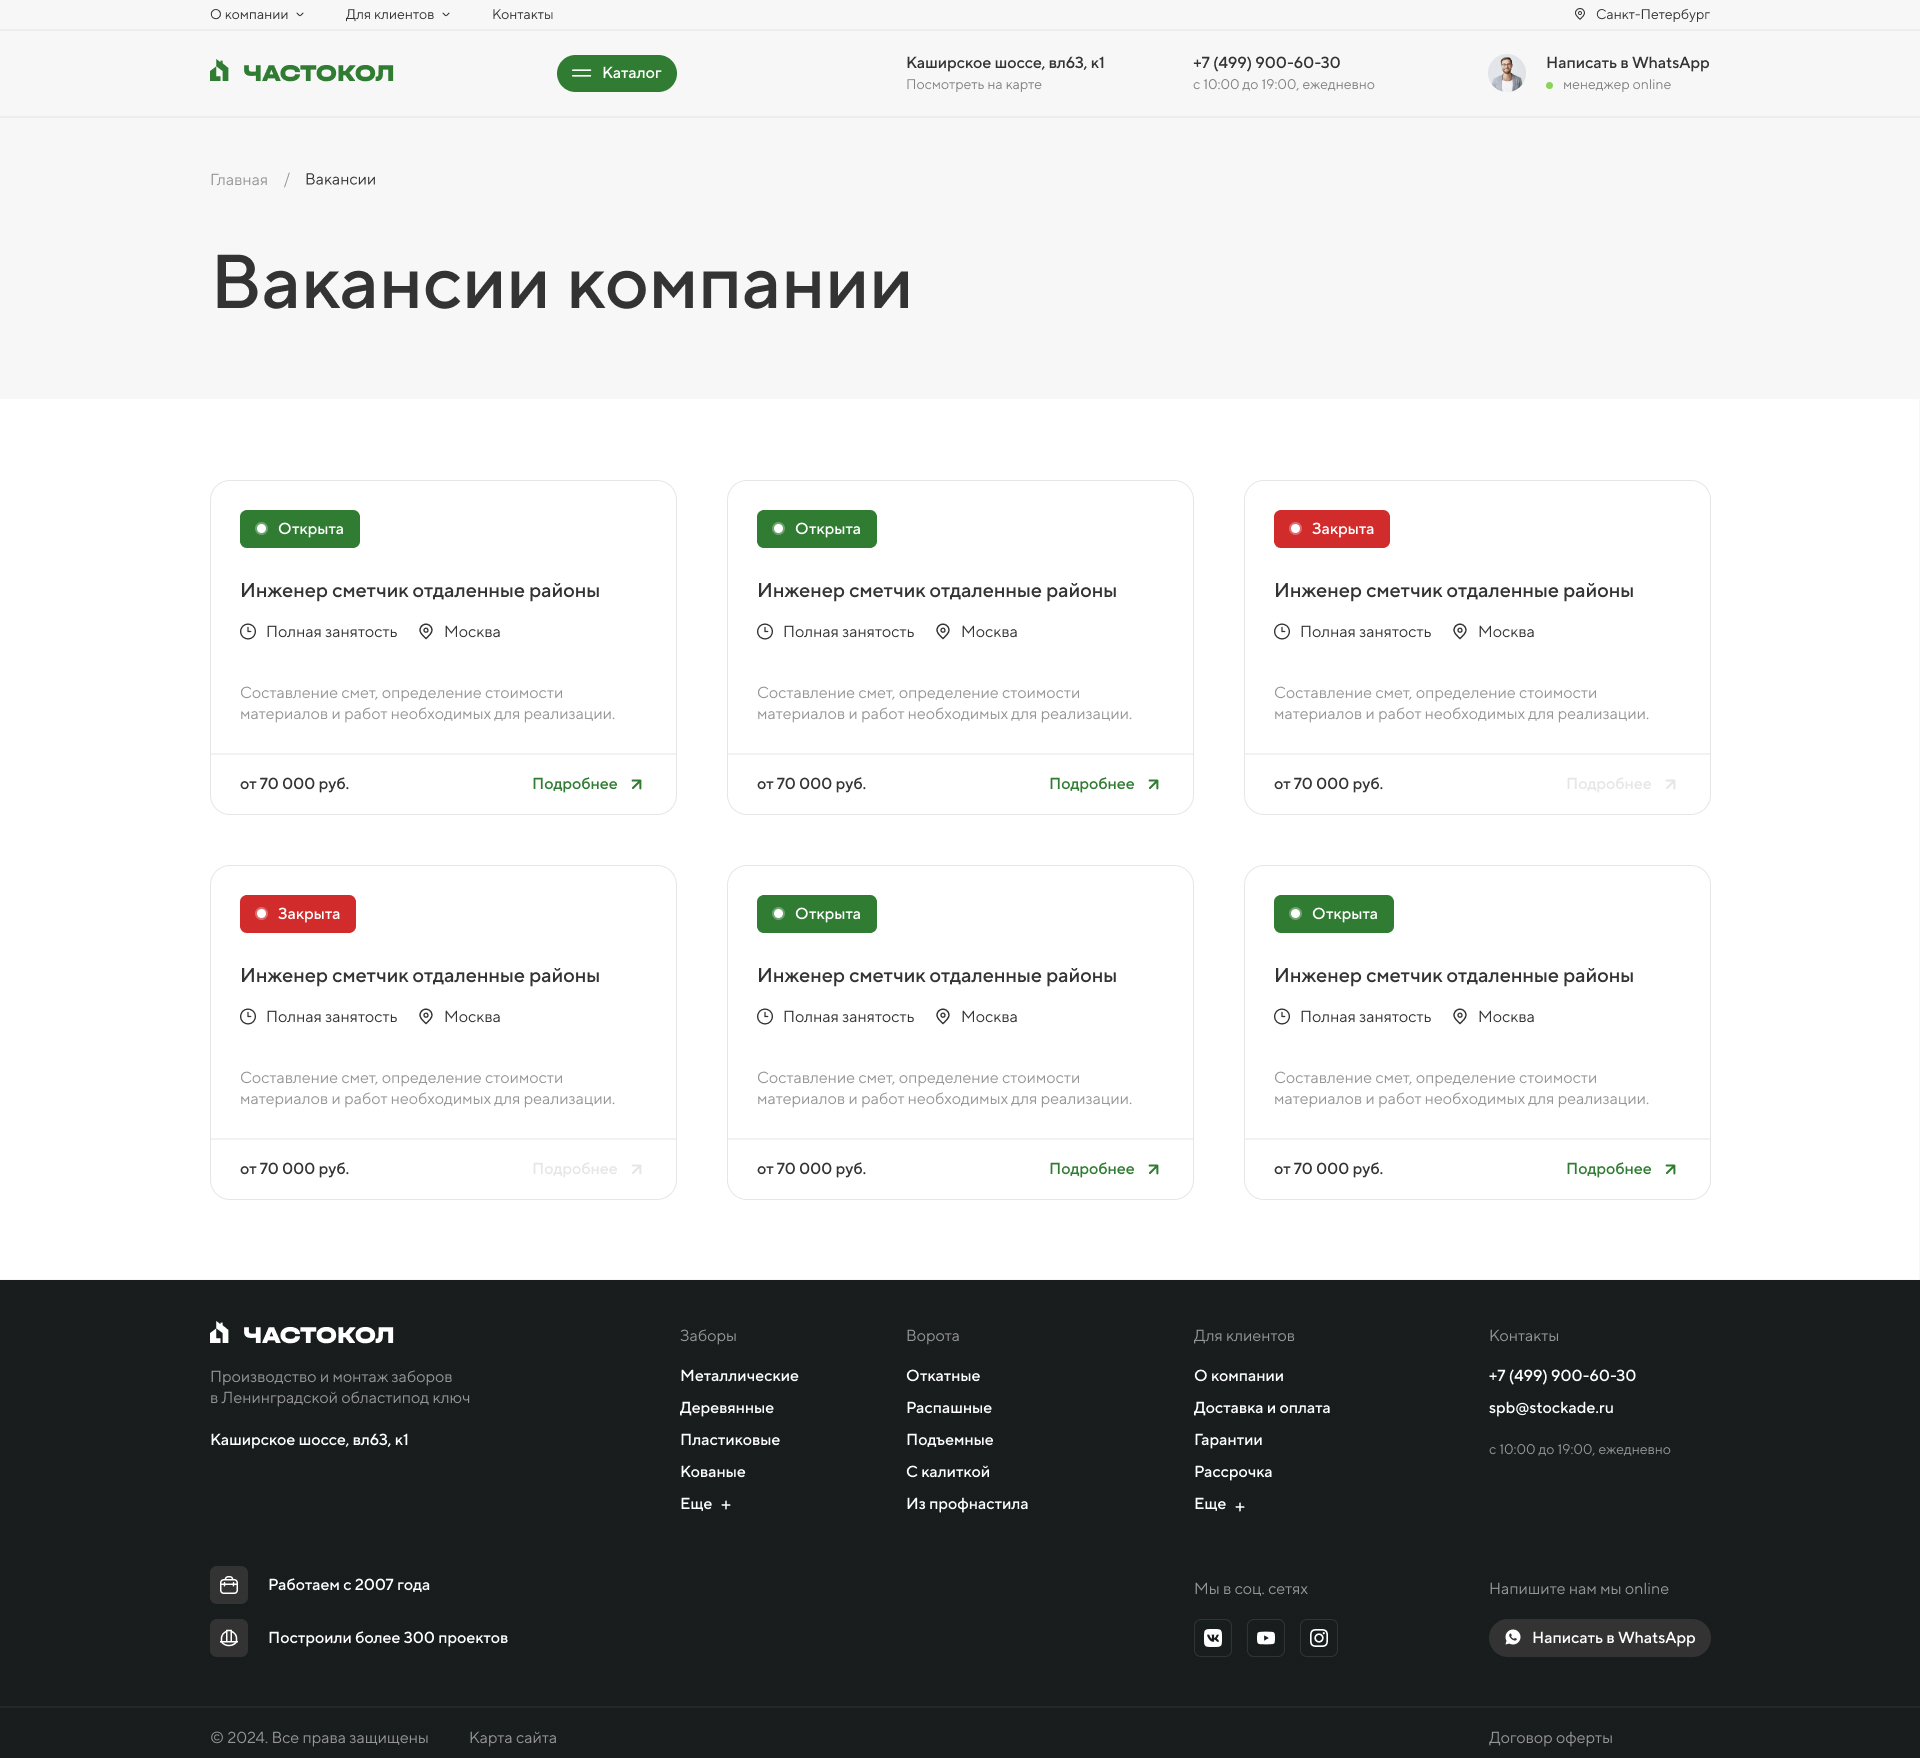 О компании
Для клиентов
Контакты
Санкт-Петербург
ЧАСТОКОЛ
Каталог
Каширское шоссе, вл63, к1
Посмотреть на карте
+7 (499) 900-60-30
с 10:00 до 19:00, ежедневно
Написать в WhatsApp
менеджер online
Главная / Вакансии
Вакансии компании
Открыта
Инженер сметчик отдаленные районы
Полная занятость
Москва
Составление смет, определение стоимости
материалов и работ необходимых для реализации.
от 70 000 руб.
Подробнее
Открыта
Инженер сметчик отдаленные районы
Полная занятость
Москва
Составление смет, определение стоимости
материалов и работ необходимых для реализации.
от 70 000 руб.
Подробнее
Закрыта
Инженер сметчик отдаленные районы
Полная занятость
Москва
Составление смет, определение стоимости
материалов и работ необходимых для реализации.
от 70 000 руб.
Подробнее
Закрыта
Инженер сметчик отдаленные районы
Полная занятость
Москва
Составление смет, определение стоимости
материалов и работ необходимых для реализации.
от 70 000 руб.
Подробнее
Открыта
Инженер сметчик отдаленные районы
Полная занятость
Москва
Составление смет, определение стоимости
материалов и работ необходимых для реализации.
от 70 000 руб.
Подробнее
Открыта
Инженер сметчик отдаленные районы
Полная занятость
Москва
Составление смет, определение стоимости
материалов и работ необходимых для реализации.
от 70 000 руб.
Подробнее
ЧАСТОКОЛ
Производство и монтаж заборов
в Ленинградской областипод ключ
Каширское шоссе, вл63, к1
Заборы
Металлические
Деревянные
Пластиковые
Кованые
Еще +
Ворота
Откатные
Распашные
Подъемные
С калиткой
Из профнастила
Для клиентов
О компании
Доставка и оплата
Гарантии
Рассрочка
Еще +
Контакты
+7 (499) 900-60-30
spb@stockade.ru
с 10:00 до 19:00, ежедневно
Работаем с 2007 года
Построили более 300 проектов
Мы в соц. сетях
Напишите нам мы online
Написать в WhatsApp
© 2024. Все права защищены
Карта сайта
Договор оферты